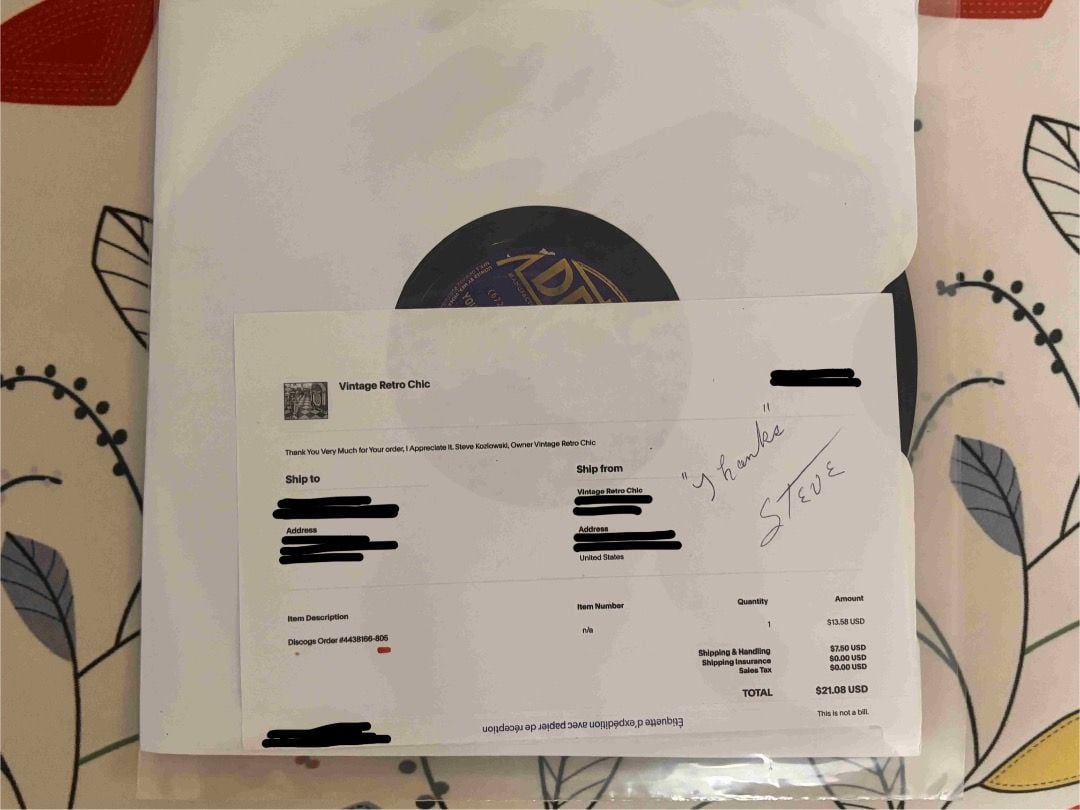 DE
MANUFAC
Vintage Retro Chic
Thank You Very Much for Your order, I Appreciate It. Steve Kozlowski, Owner Vintage Retro Chic
"Thanks"
STEVE
Ship to
Address
Ship from
Vintage Retro Chic
Address
United States
Item Description Item Number Quantity Amount
Discogs Order #4438166-805 n/a 1 $13.58 USD
Shipping & Handling $7.50 USD
Shipping Insurance $0.00 USD
Sales Tax $0.00 USD
TOTAL $21.08 USD
This is not a bill.
Étiquette d'expédition avec papier de réception